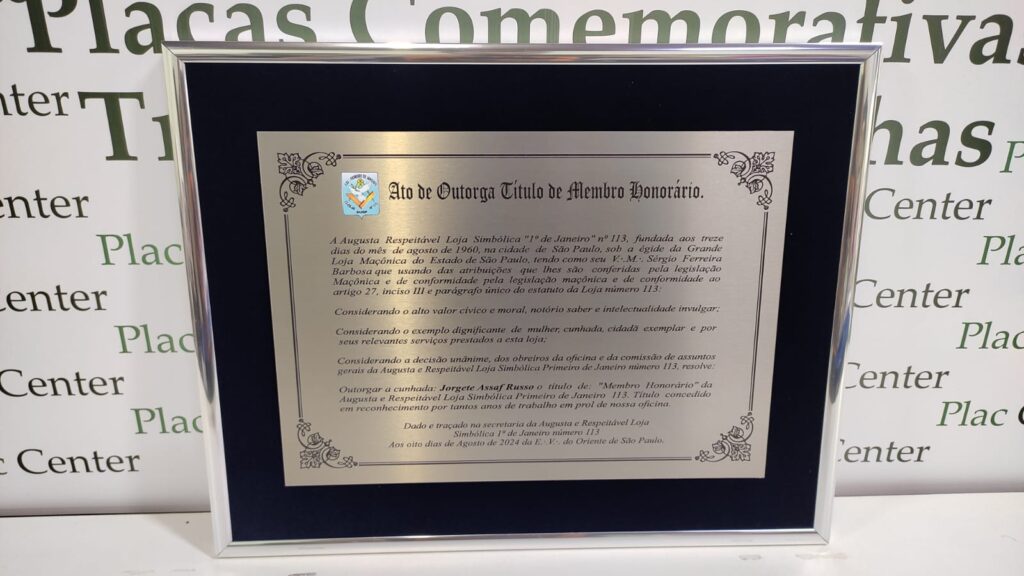 Placas Comemorativas
Center
enter
Plac
Plac
Center
Plac
Center
Center
Center
Plac
Center
Plac
Center
Plac
Center
Plac C
Center
Ato de Outorga Título de Membro Honorário.
A Augusta Respeitável Loja Simbólica "1º de Janeiro" nº 113, fundada aos treze
dias do mês de agosto de 1960, na cidade de São Paulo, sob a égide da Grande
Loja Maçônica do Estado de São Paulo, tendo como seu V.·.M.·. Sérgio Ferreira
Barbosa que usando das atribuições que lhes são conferidas pela legislação
Maçônica e de conformidade pela legislação maçônica e de conformidade ao
artigo 27, inciso III e parágrafo único do estatuto da Loja número 113:
Considerando o alto valor cívico e moral, notório saber e intelectualidade invulgar;
Considerando o exemplo dignificante de mulher, cunhada, cidadã exemplar e por
seus relevantes serviços prestados a esta loja;
Considerando a decisão unânime, dos obreiros da oficina e da comissão de assuntos
gerais da Augusta e Respeitável Loja Simbólica Primeiro de Janeiro número 113, resolve:
Outorgar a cunhada: Jorgete Assaf Russo o título de: "Membro Honorário" da
Augusta e Respeitável Loja Simbólica Primeiro de Janeiro 113. Título concedido
em reconhecimento por tantos anos de trabalho em prol de nossa oficina.
Dado e traçado na secretaria da Augusta e Respeitável Loja
Simbólica 1º de Janeiro número 113
Aos oito dias de Agosto de 2024 da E.·.V.·. do Oriente de São Paulo.